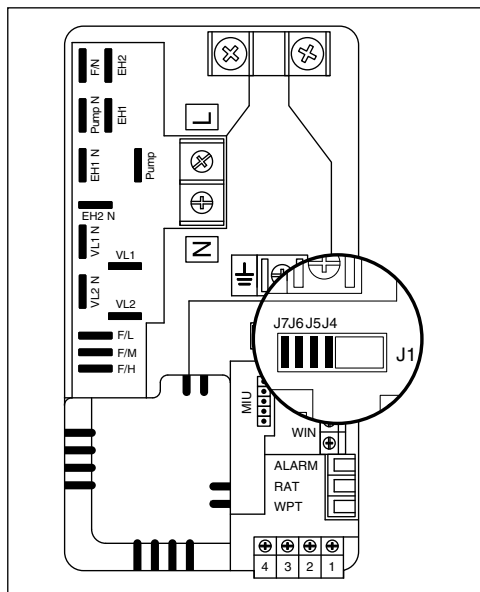 F/N
EH2
Pump N
EH1
EH1 N
Pump
EH2 N
VL1 N
VL1
VL2 N
VL2
F/L
F/M
F/H
L
N
J7J6J5J4
J1
MIU
WIN
ALARM
RAT
WPT
4 3 2 1